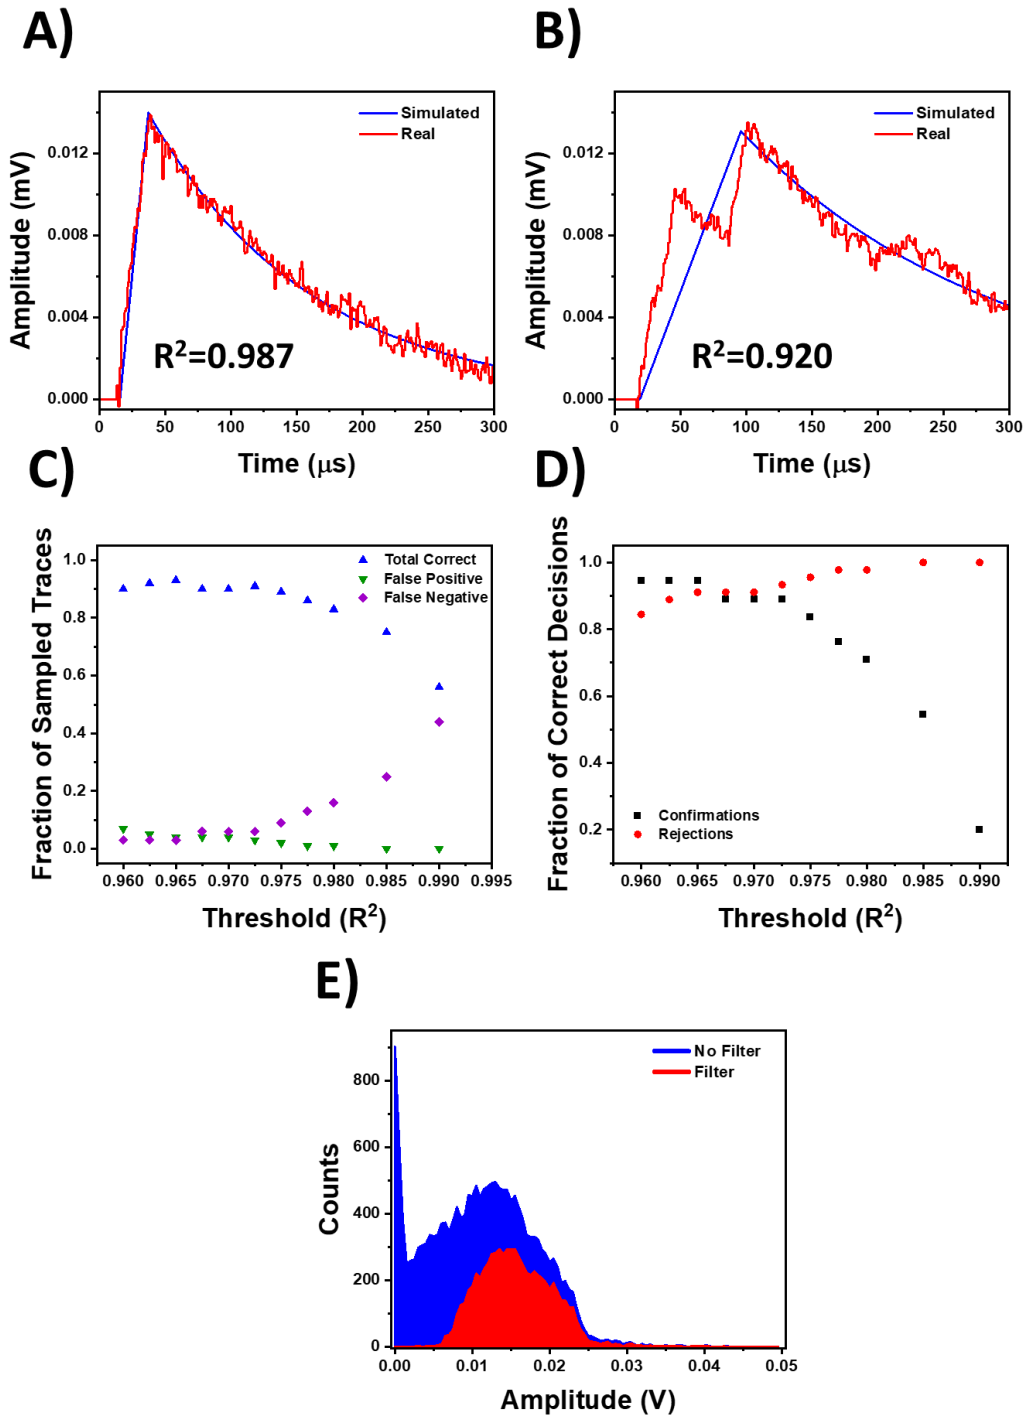 A)
Simulated
Real
0.012
0.008
0.004
0.000
Amplitude (mV)
R²=0.987
0 50 100 150 200 250 300
Time (μs)
B)
Simulated
Real
0.012
0.008
0.004
0.000
Amplitude (mV)
R²=0.920
0 50 100 150 200 250 300
Time (μs)
C)
Total Correct
False Positive
False Negative
1.0
0.8
0.6
0.4
0.2
0.0
Fraction of Sampled Traces
0.960 0.965 0.970 0.975 0.980 0.985 0.990 0.995
Threshold (R²)
D)
1.0
0.8
0.6
0.4
0.2
Fraction of Correct Decisions
Confirmations
Rejections
0.960 0.965 0.970 0.975 0.980 0.985 0.990
Threshold (R²)
E)
No Filter
Filter
800
600
400
200
0
Counts
0.00 0.01 0.02 0.03 0.04 0.05
Amplitude (V)